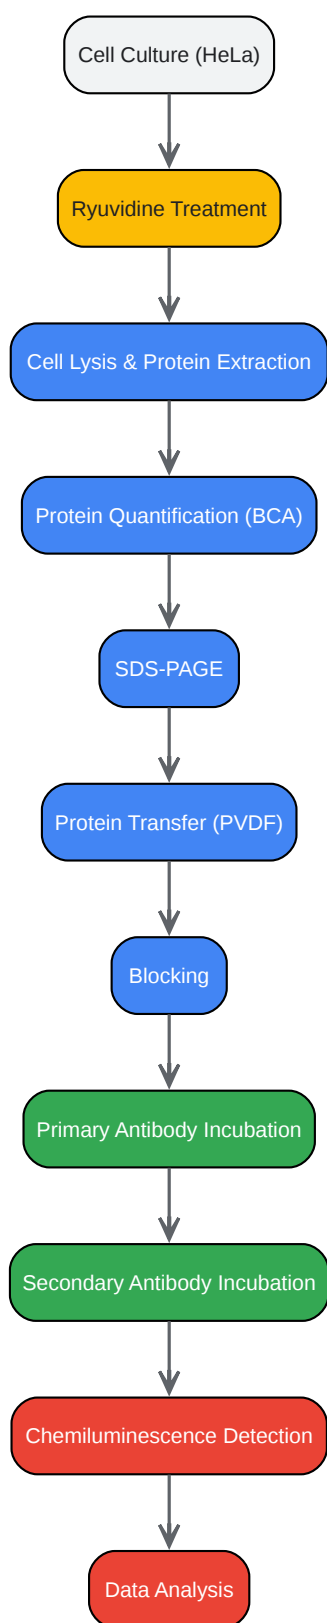 Cell Culture (HeLa)
Ryuvidine Treatment
Cell Lysis & Protein Extraction
Protein Quantification (BCA)
SDS-PAGE
Protein Transfer (PVDF)
Blocking
Primary Antibody Incubation
Secondary Antibody Incubation
Chemiluminescence Detection
Data Analysis